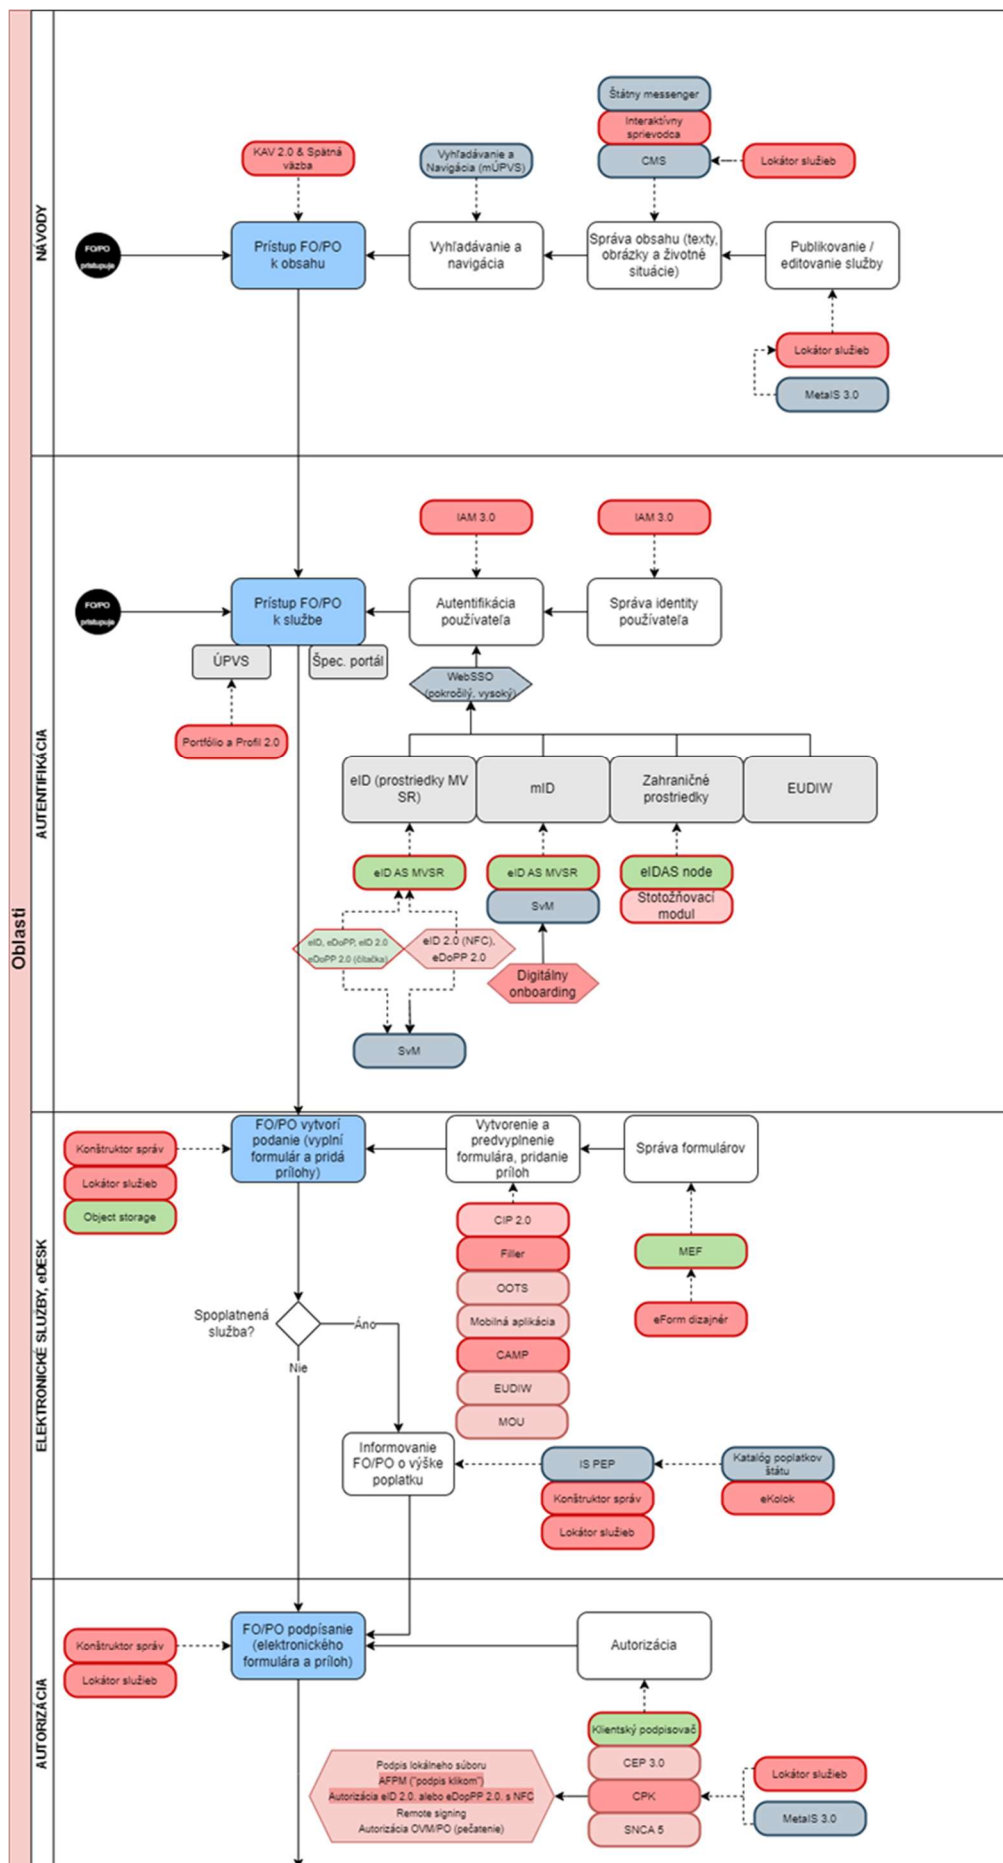 Oblasti
NÁVODY
Štátny messenger
Interaktívny
sprievodca
CMS
Lokátor služieb
KAV 2.0 & Spätná
väzba
Vyhľadávanie a
Navigácia (mÚPVS)
FO/PO
pristupuje
Prístup FO/PO
k obsahu
Vyhľadávanie a
navigácia
Správa obsahu (texty,
obrázky a životné
situácie)
Publikovanie /
editovanie služby
Lokátor služieb
MetaIS 3.0
AUTENTIFIKÁCIA
IAM 3.0
IAM 3.0
FO/PO
pristupuje
Prístup FO/PO
k službe
Autentifikácia
používateľa
Správa identity
používateľa
ÚPVS
Špec. portál
WebSSO
(pokročilý, vysoký)
Portfólio a Profil 2.0
eID (prostriedky MV
SR)
mID
Zahraničné
prostriedky
EUDIW
eID AS MVSR
eID AS MVSR
SvM
eIDAS node
Stotožňovací
modul
eID, eDoPP, eID 2.0
eDoPP 2.0 (čítačka)
eID 2.0 (NFC),
eDoPP 2.0
Digitálny
onboarding
SvM
ELEKTRONICKÉ SLUŽBY, eDESK
Konštruktor správ
Lokátor služieb
Object storage
FO/PO vytvorí
podanie (vyplní
formulár a pridá
prílohy)
Vytvorenie a
predvyplnenie
formulára, pridanie
príloh
Správa formulárov
CIP 2.0
Filler
OOTS
Mobilná aplikácia
CAMP
EUDIW
MOU
MEF
eForm dizajnér
Spoplatnená
služba?
Áno
Nie
Informovanie
FO/PO o výške
poplatku
IS PEP
Konštruktor správ
Lokátor služieb
Katalóg poplatkov
štátu
eKolok
AUTORIZÁCIA
Konštruktor správ
Lokátor služieb
FO/PO podpísanie
(elektronického
formulára a príloh)
Autorizácia
Klientský podpisovač
CEP 3.0
CPK
SNCA 5
Podpis lokálneho súboru
AFPM ("podpis klikom")
Autorizácia eID 2.0. alebo eDopPP 2.0. s NFC
Remote signing
Autorizácia OVM/PO (pečatenie)
Lokátor služieb
MetaIS 3.0